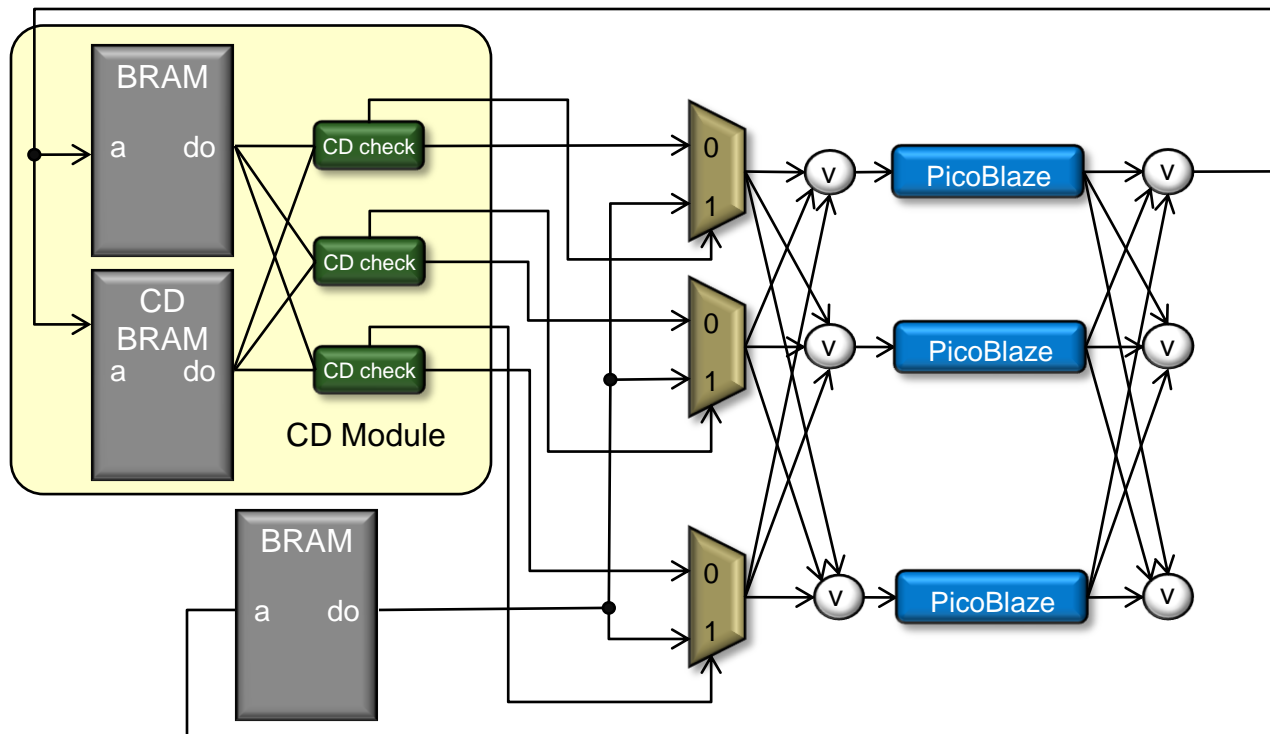 BRAM
a do
CD
BRAM
a do
CD check
CD check
CD check
CD Module
BRAM
a do
0
1
0
1
0
1
v
v
v
PicoBlaze
PicoBlaze
PicoBlaze
v
v
v